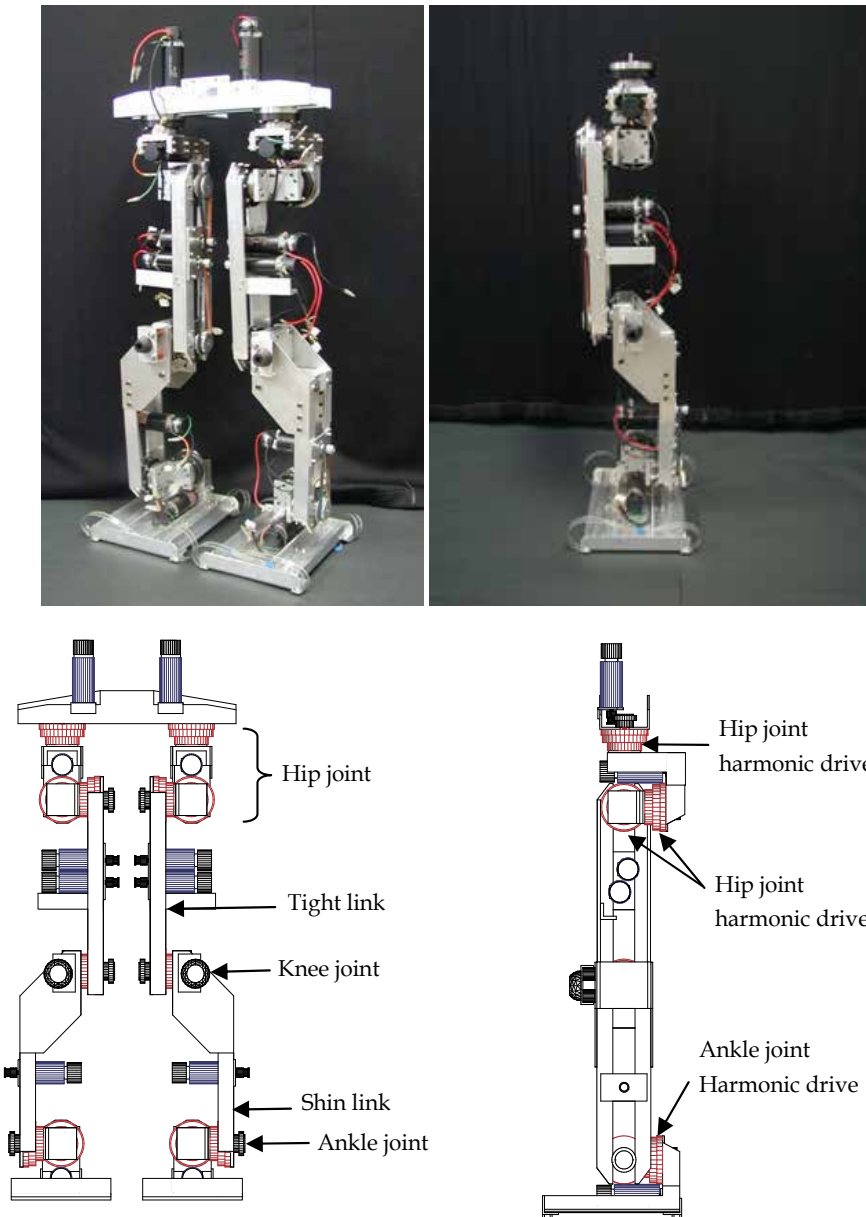 Hip joint
Tight link
Knee joint
Shin link
Ankle joint
Hip joint
harmonic drive
Hip joint
harmonic drive
Ankle joint
Harmonic drive